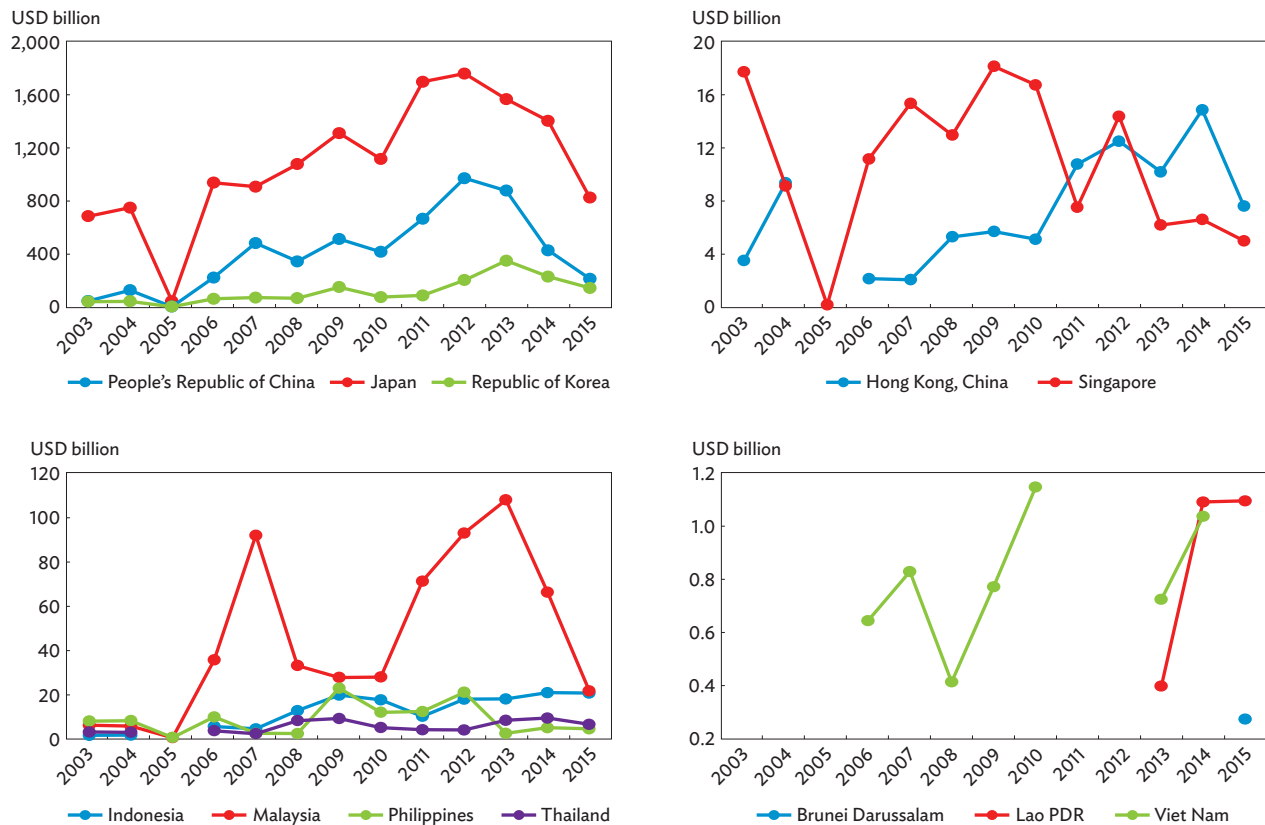 USD billion
2,000
1,600
1,200
800
400
0
2003 2004 2005 2006 2007 2008 2009 2010 2011 2012 2013 2014 2015
People's Republic of China Japan Republic of Korea
USD billion
20
16
12
8
4
0
2003 2004 2005 2006 2007 2008 2009 2010 2011 2012 2013 2014 2015
Hong Kong, China Singapore
USD billion
120
100
80
60
40
20
0
2003 2004 2005 2006 2007 2008 2009 2010 2011 2012 2013 2014 2015
Indonesia Malaysia Philippines Thailand
USD billion
1.2
1.0
0.8
0.6
0.4
0.2
2003 2004 2005 2006 2007 2008 2009 2010 2011 2012 2013 2014 2015
Brunei Darussalam Lao PDR Viet Nam